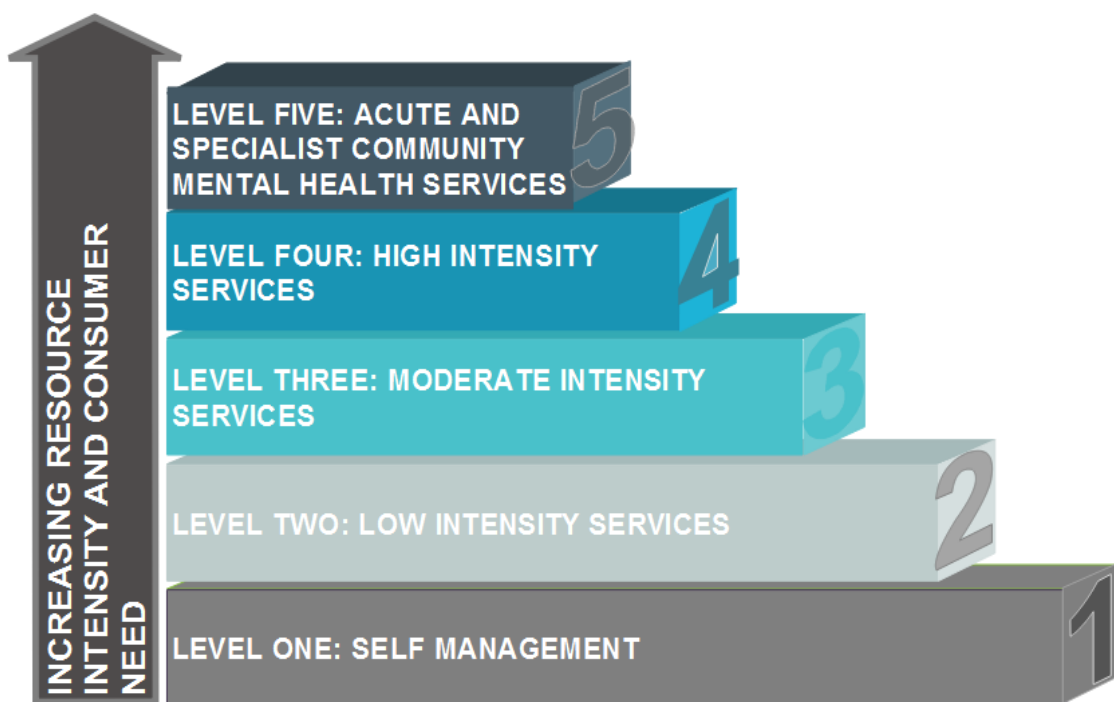 INCREASING RESOURCE
INTENSITY AND CONSUMER
NEED
LEVEL FIVE: ACUTE AND
SPECIALIST COMMUNITY
MENTAL HEALTH SERVICES
5
LEVEL FOUR: HIGH INTENSITY
SERVICES
4
LEVEL THREE: MODERATE INTENSITY
SERVICES
3
LEVEL TWO: LOW INTENSITY SERVICES
2
LEVEL ONE: SELF MANAGEMENT
1